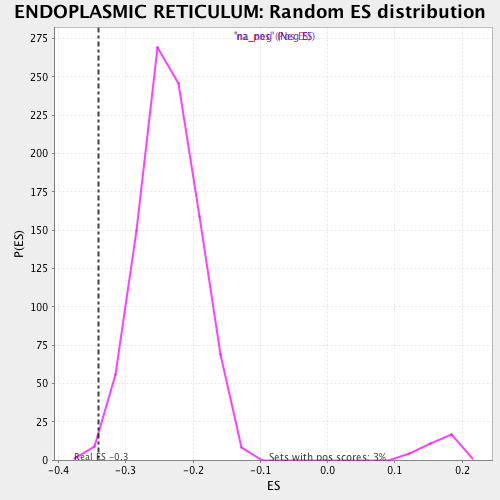 ENDOPLASMIC RETICULUM: Random ES distribution
275
250
225
200
175
150
125
100
75
50
25
0
P(ES)
Real ES -0.3
Sets with pos scores: 3%
-0.4 -0.3 -0.2 -0.1 0.0 0.1 0.2
ES